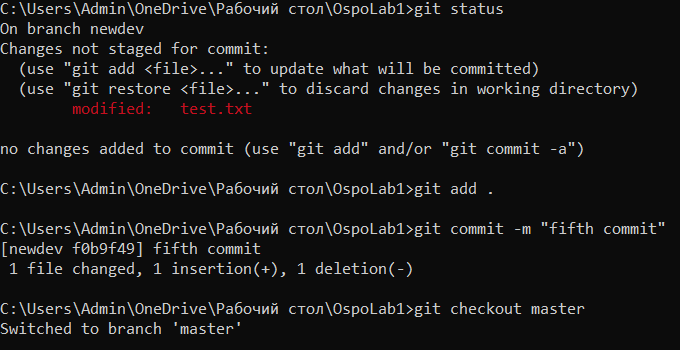 C:\Users\Admin\OneDrive\Рабочий стол\OspoLab1>git status
On branch newdev
Changes not staged for commit:
  (use "git add <file>..." to update what will be committed)
  (use "git restore <file>..." to discard changes in working directory)
        modified:   test.txt

no changes added to commit (use "git add" and/or "git commit -a")

C:\Users\Admin\OneDrive\Рабочий стол\OspoLab1>git add .

C:\Users\Admin\OneDrive\Рабочий стол\OspoLab1>git commit -m "fifth commit"
[newdev f0b9f49] fifth commit
 1 file changed, 1 insertion(+), 1 deletion(-)

C:\Users\Admin\OneDrive\Рабочий стол\OspoLab1>git checkout master
Switched to branch 'master'